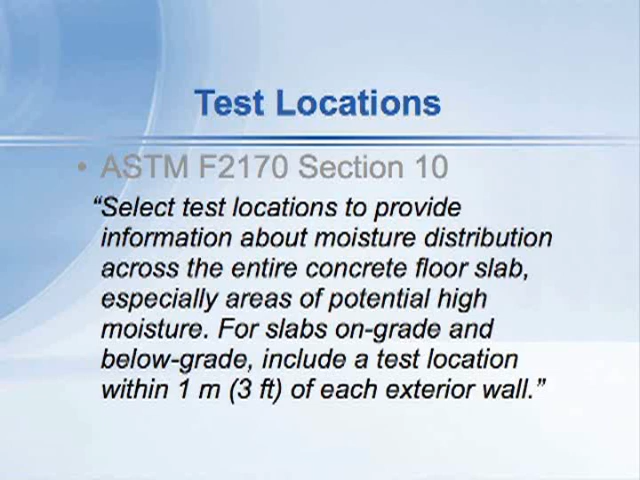 Test Locations
• ASTM F2170 Section 10
“Select test locations to provide
information about moisture distribution
across the entire concrete floor slab,
especially areas of potential high
moisture. For slabs on-grade and
below-grade, include a test location
within 1 m (3 ft) of each exterior wall.”